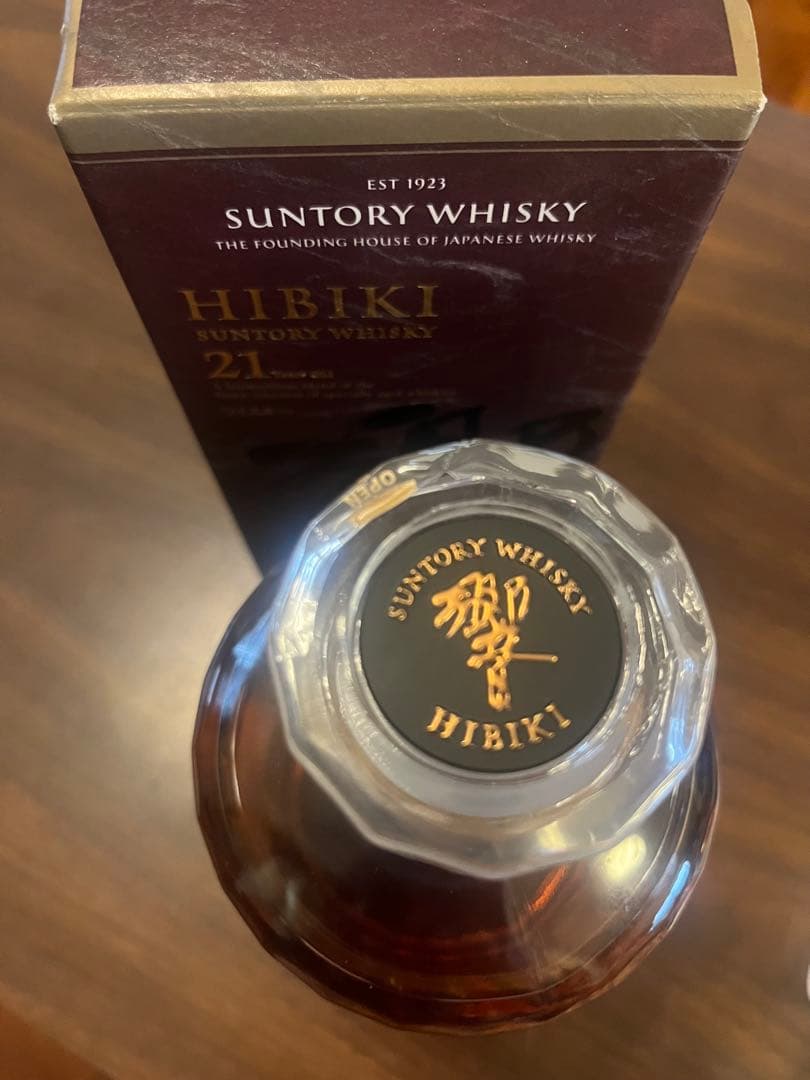 EST 1923
SUNTORY WHISKY
THE FOUNDING HOUSE OF JAPANESE WHISKY
HIBIKI
SUNTORY WHISKY
21
OPEN
SUNTORY WHISKY
響
HIBIKI